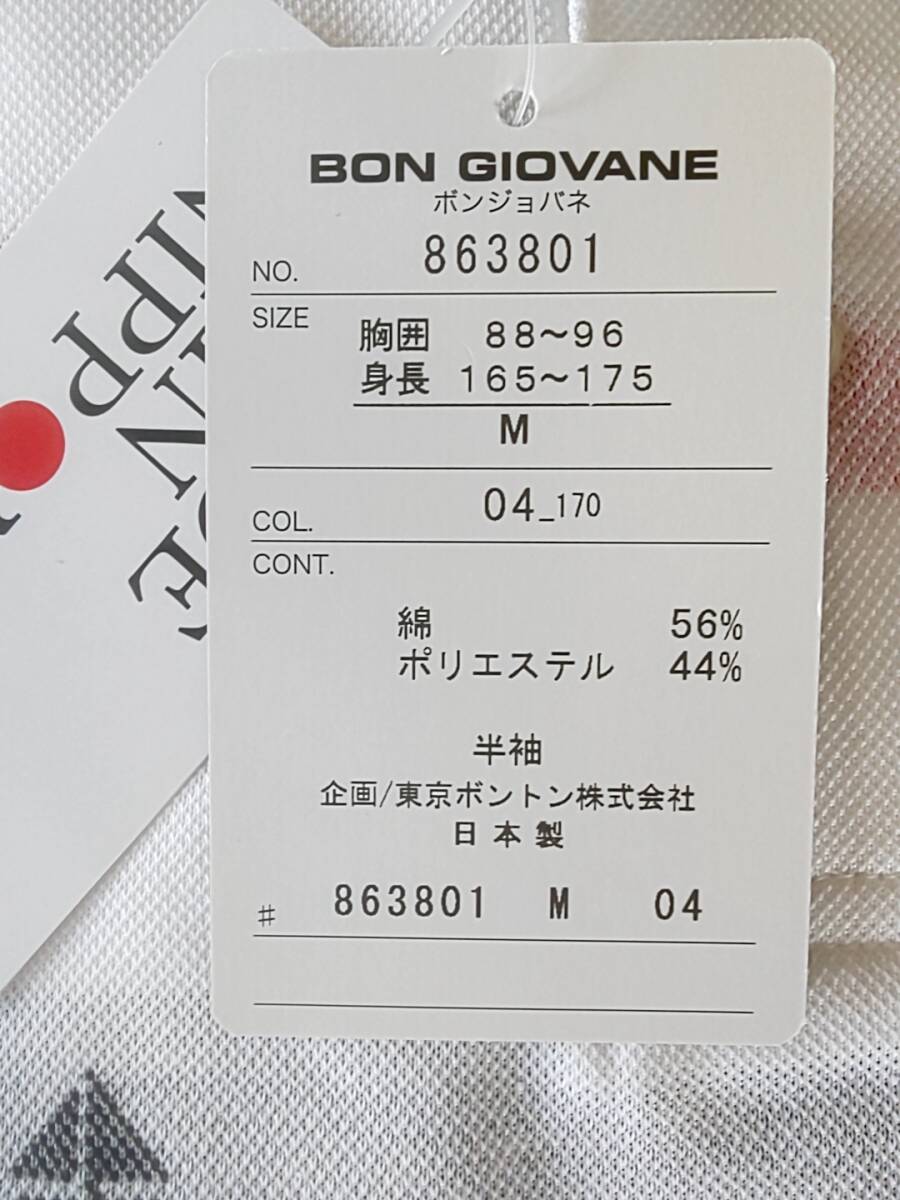 BON GIOVANE
ボンジョバネ
NO. 863801
SIZE
胸囲 88～96
身長 165～175
M
COL. 04_170
CONT.
綿 56%
ポリエステル 44%
半袖
企画/東京ボントン株式会社
日本製
# 863801 M 04
NIPP